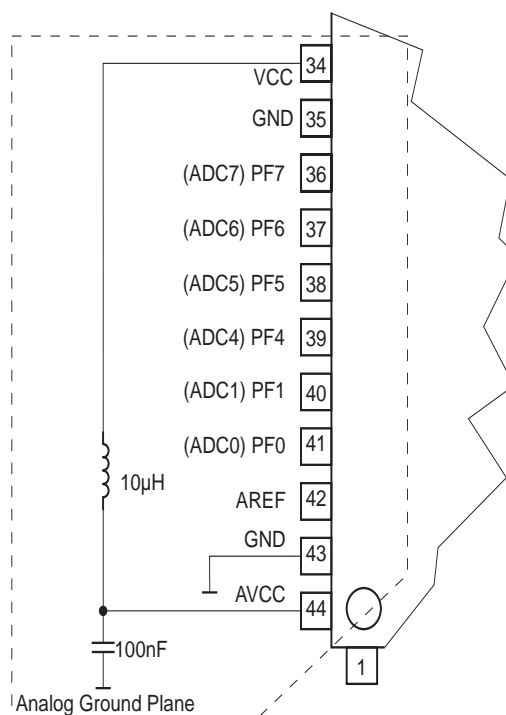 VCC 34
GND 35
(ADC7) PF7 36
(ADC6) PF6 37
(ADC5) PF5 38
(ADC4) PF4 39
(ADC1) PF1 40
(ADC0) PF0 41
10µH
AREF 42
GND 43
AVCC 44
100nF
1
Analog Ground Plane